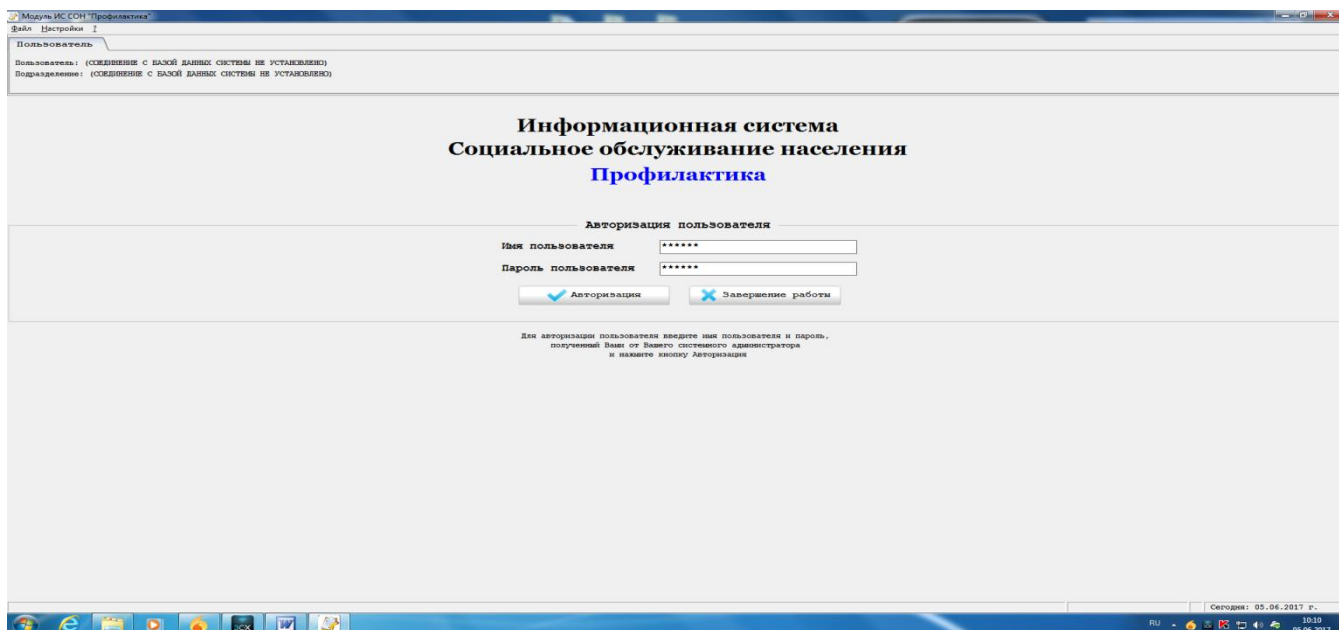 Модуль ИС СОН "Профилактика"
Файл Настройки ?
Пользователь
Пользователь: (СОЕДИНЕНИЕ С БАЗОЙ ДАННЫХ СИСТЕМЫ НЕ УСТАНОВЛЕНО)
Подразделение: (СОЕДИНЕНИЕ С БАЗОЙ ДАННЫХ СИСТЕМЫ НЕ УСТАНОВЛЕНО)
Информационная система
Социальное обслуживание населения
Профилактика
Авторизация пользователя
Имя пользователя ******
Пароль пользователя ******
Авторизация Завершение работы
Для авторизации пользователя введите имя пользователя и пароль,
полученный Вами от Вашего системного администратора
и нажмите кнопку Авторизация
Сегодня: 05.06.2017 г.
RU 10:10
05.06.2017